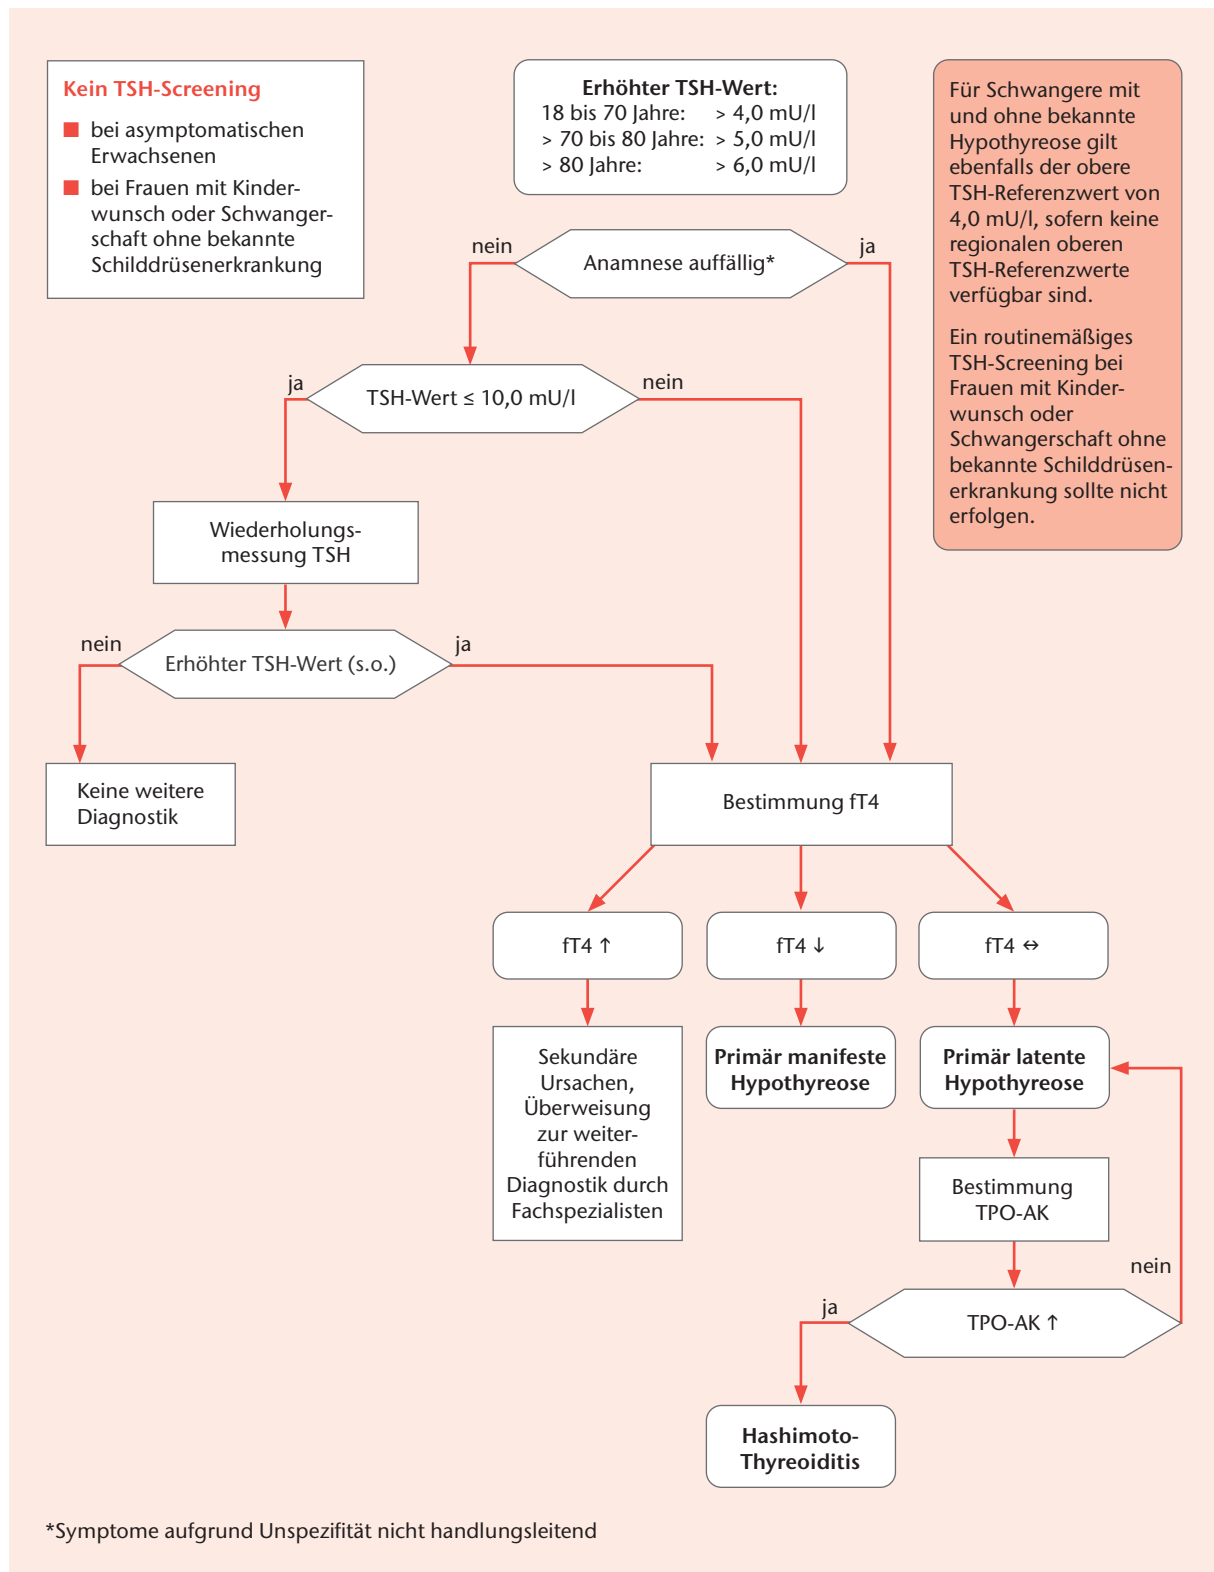 Kein TSH-Screening
■ bei asymptomatischen
Erwachsenen
■ bei Frauen mit Kinder-
wunsch oder Schwanger-
schaft ohne bekannte
Schilddrüsenerkrankung
Erhöhter TSH-Wert:
18 bis 70 Jahre: > 4,0 mU/l
> 70 bis 80 Jahre: > 5,0 mU/l
> 80 Jahre: > 6,0 mU/l
Für Schwangere mit
und ohne bekannte
Hypothyreose gilt
ebenfalls der obere
TSH-Referenzwert von
4,0 mU/l, sofern keine
regionalen oberen
TSH-Referenzwerte
verfügbar sind.
Ein routinemäßiges
TSH-Screening bei
Frauen mit Kinder-
wunsch oder
Schwangerschaft ohne
bekannte Schilddrüsen-
erkrankung sollte nicht
erfolgen.
nein
Anamnese auffällig*
ja
ja
TSH-Wert ≤ 10,0 mU/l
nein
Wiederholungs-
messung TSH
nein
Erhöhter TSH-Wert (s.o.)
ja
Keine weitere
Diagnostik
Bestimmung fT4
fT4 ↑
fT4 ↓
fT4 ↔
Sekundäre
Ursachen,
Überweisung
zur weiter-
führenden
Diagnostik durch
Fachspezialisten
Primär manifeste
Hypothyreose
Primär latente
Hypothyreose
Bestimmung
TPO-AK
nein
ja
TPO-AK ↑
Hashimoto-
Thyreoiditis
*Symptome aufgrund Unspezifität nicht handlungsleitend